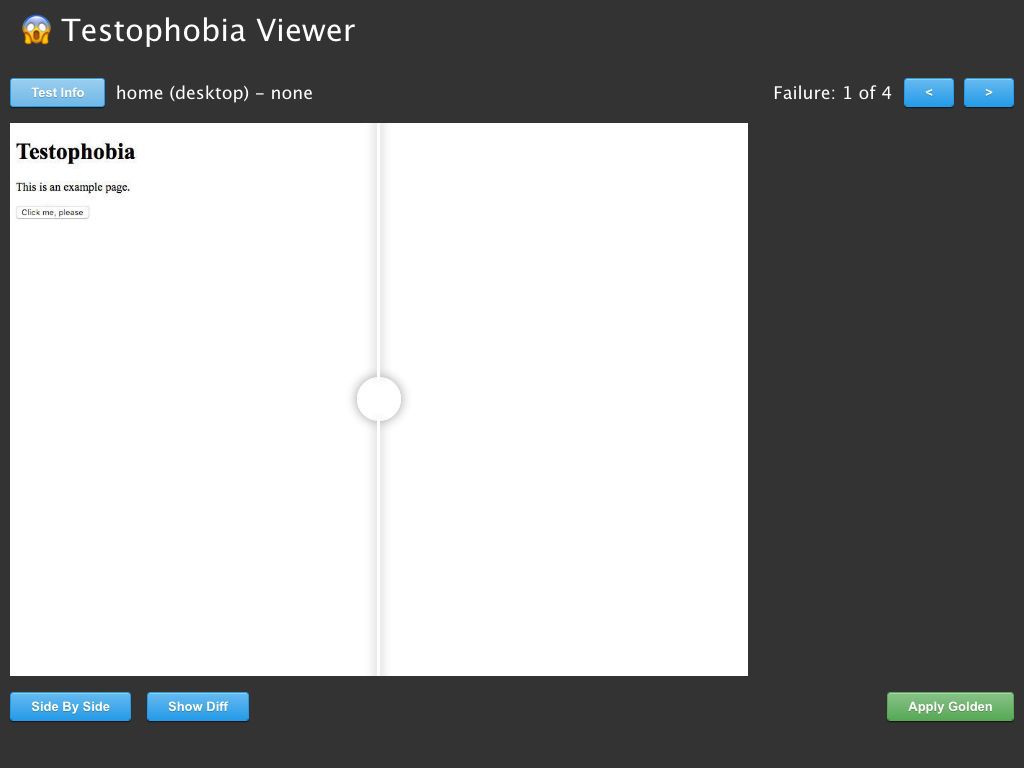 😱 Testophobia Viewer
Test Info home (desktop) – none Failure: 1 of 4 < >
Testophobia
This is an example page.
Click me, please
Side By Side Show Diff Apply Golden